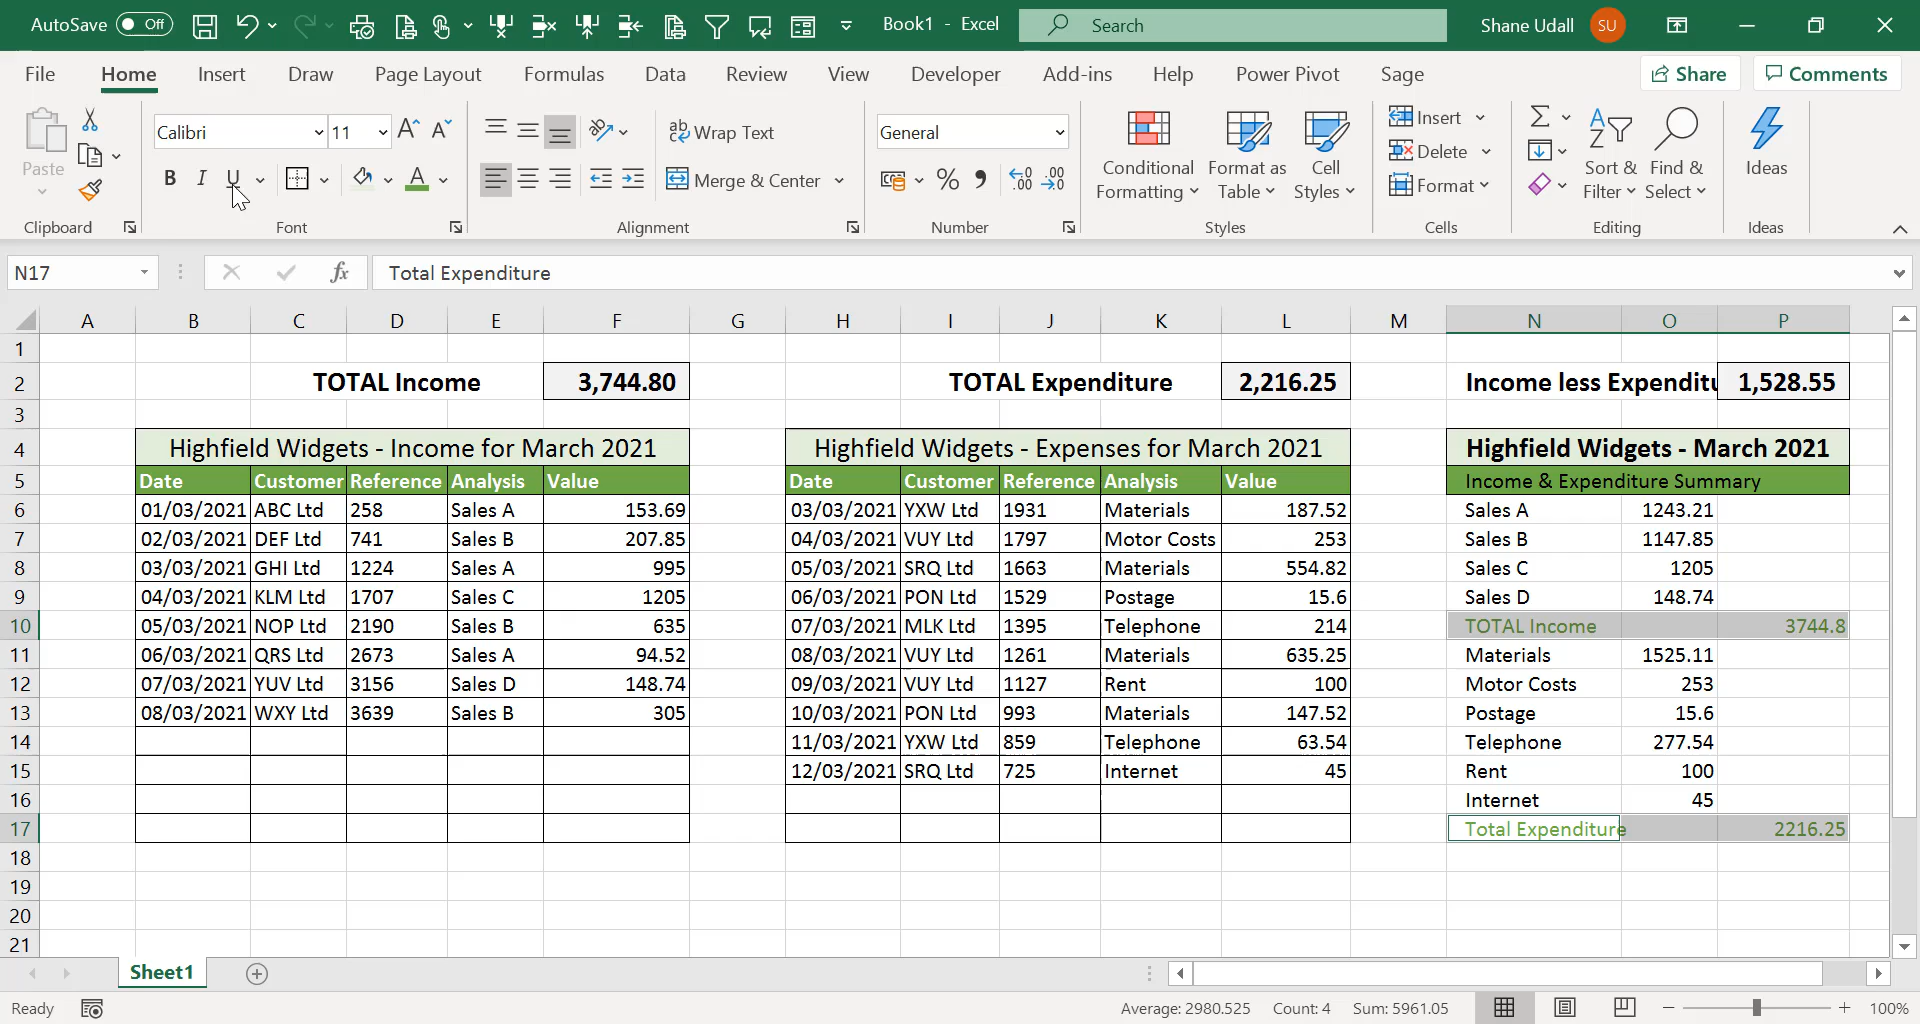 AutoSave Off Book1 - Excel Search Shane Udall SU
File Home Insert Draw Page Layout Formulas Data Review View Developer Add-ins Help Power Pivot Sage Share Comments
Paste
Calibri 11
B I U
ab Wrap Text
Merge & Center
General
Conditional Formatting
Format as Table
Cell Styles
Insert
Delete
Format
Sort & Filter
Find & Select
Ideas
Clipboard Font Alignment Number Styles Cells Editing Ideas
N17 fx Total Expenditure
A B C D E F G H I J K L M N O P
1
2 TOTAL Income 3,744.80 TOTAL Expenditure 2,216.25 Income less Expenditu 1,528.55
3
4 Highfield Widgets - Income for March 2021 Highfield Widgets - Expenses for March 2021 Highfield Widgets - March 2021
5 Date Customer Reference Analysis Value Date Customer Reference Analysis Value Income & Expenditure Summary
6 01/03/2021 ABC Ltd 258 Sales A 153.69 03/03/2021 YXW Ltd 1931 Materials 187.52 Sales A 1243.21
7 02/03/2021 DEF Ltd 741 Sales B 207.85 04/03/2021 VUY Ltd 1797 Motor Costs 253 Sales B 1147.85
8 03/03/2021 GHI Ltd 1224 Sales A 995 05/03/2021 SRQ Ltd 1663 Materials 554.82 Sales C 1205
9 04/03/2021 KLM Ltd 1707 Sales C 1205 06/03/2021 PON Ltd 1529 Postage 15.6 Sales D 148.74
10 05/03/2021 NOP Ltd 2190 Sales B 635 07/03/2021 MLK Ltd 1395 Telephone 214 TOTAL Income 3744.8
11 06/03/2021 QRS Ltd 2673 Sales A 94.52 08/03/2021 VUY Ltd 1261 Materials 635.25 Materials 1525.11
12 07/03/2021 YUV Ltd 3156 Sales D 148.74 09/03/2021 VUY Ltd 1127 Rent 100 Motor Costs 253
13 08/03/2021 WXY Ltd 3639 Sales B 305 10/03/2021 PON Ltd 993 Materials 147.52 Postage 15.6
14 11/03/2021 YXW Ltd 859 Telephone 63.54 Telephone 277.54
15 12/03/2021 SRQ Ltd 725 Internet 45 Rent 100
16 Internet 45
17 Total Expenditure 2216.25
18
19
20
21
Sheet1
Ready Average: 2980.525 Count: 4 Sum: 5961.05 100%